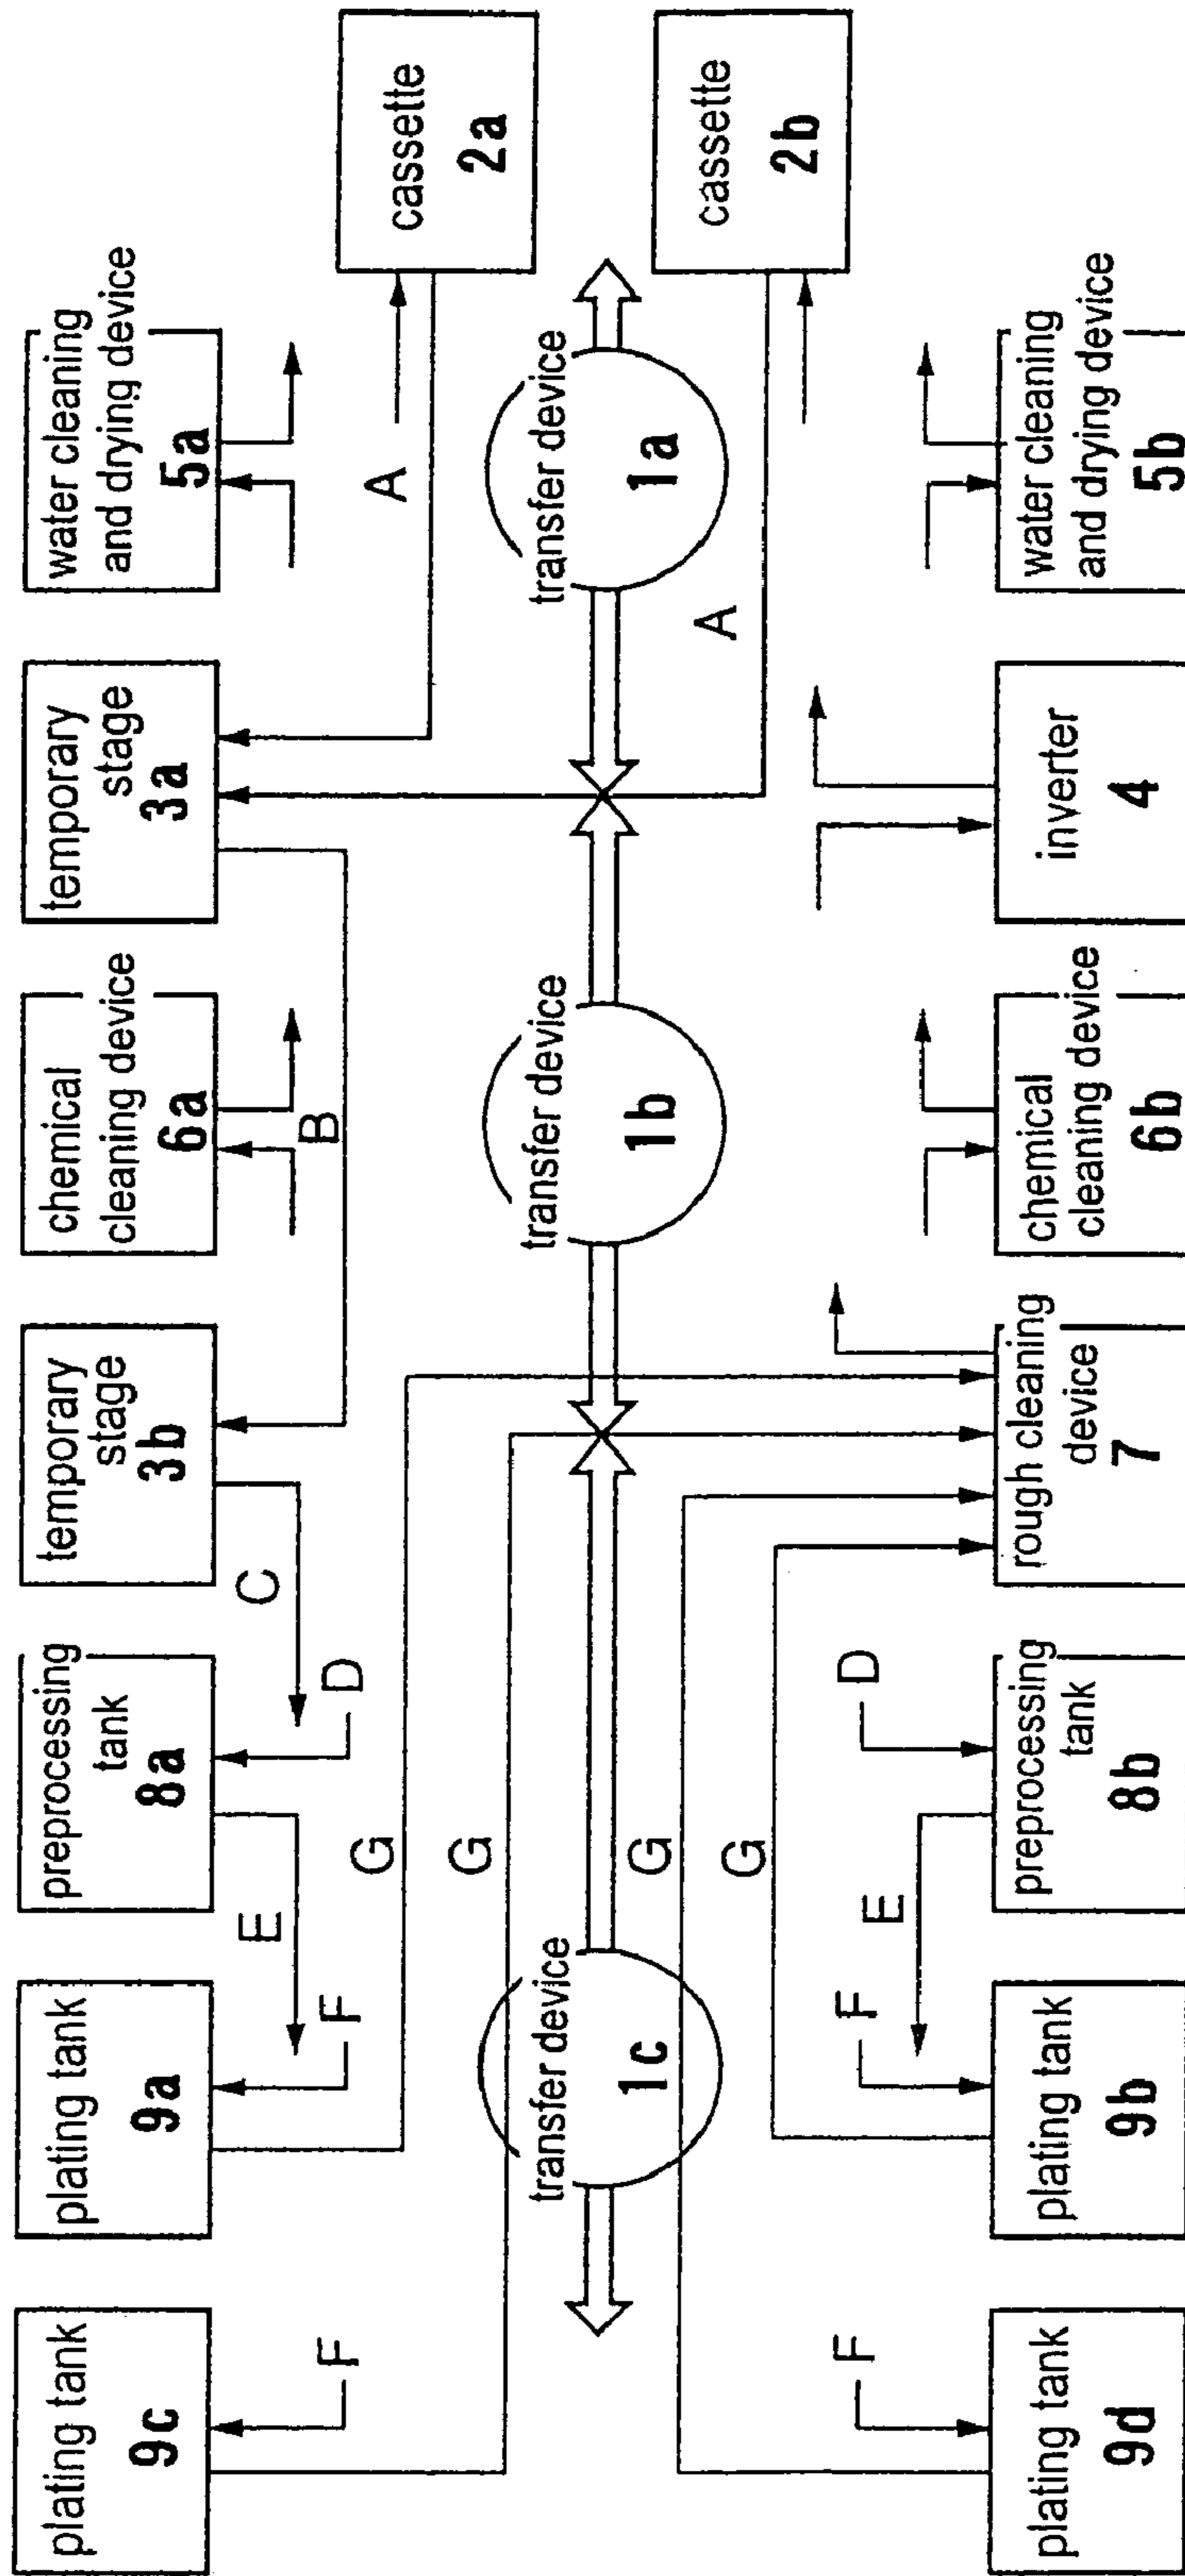 plating tank
9c
plating tank
9a
preprocessing
tank
8a
temporary
stage
3b
chemical
cleaning device
6a
temporary
stage
3a
water cleaning
and drying device
5a
F
F
E
D
C
B
A
cassette
2a
G
G
transfer device
1c
transfer device
1b
transfer device
1a
G
G
A
cassette
2b
F
F
E
D
plating tank
9d
plating tank
9b
preprocessing
tank
8b
rough cleaning
device
7
chemical
cleaning device
6b
inverter
4
water cleaning
and drying device
5b